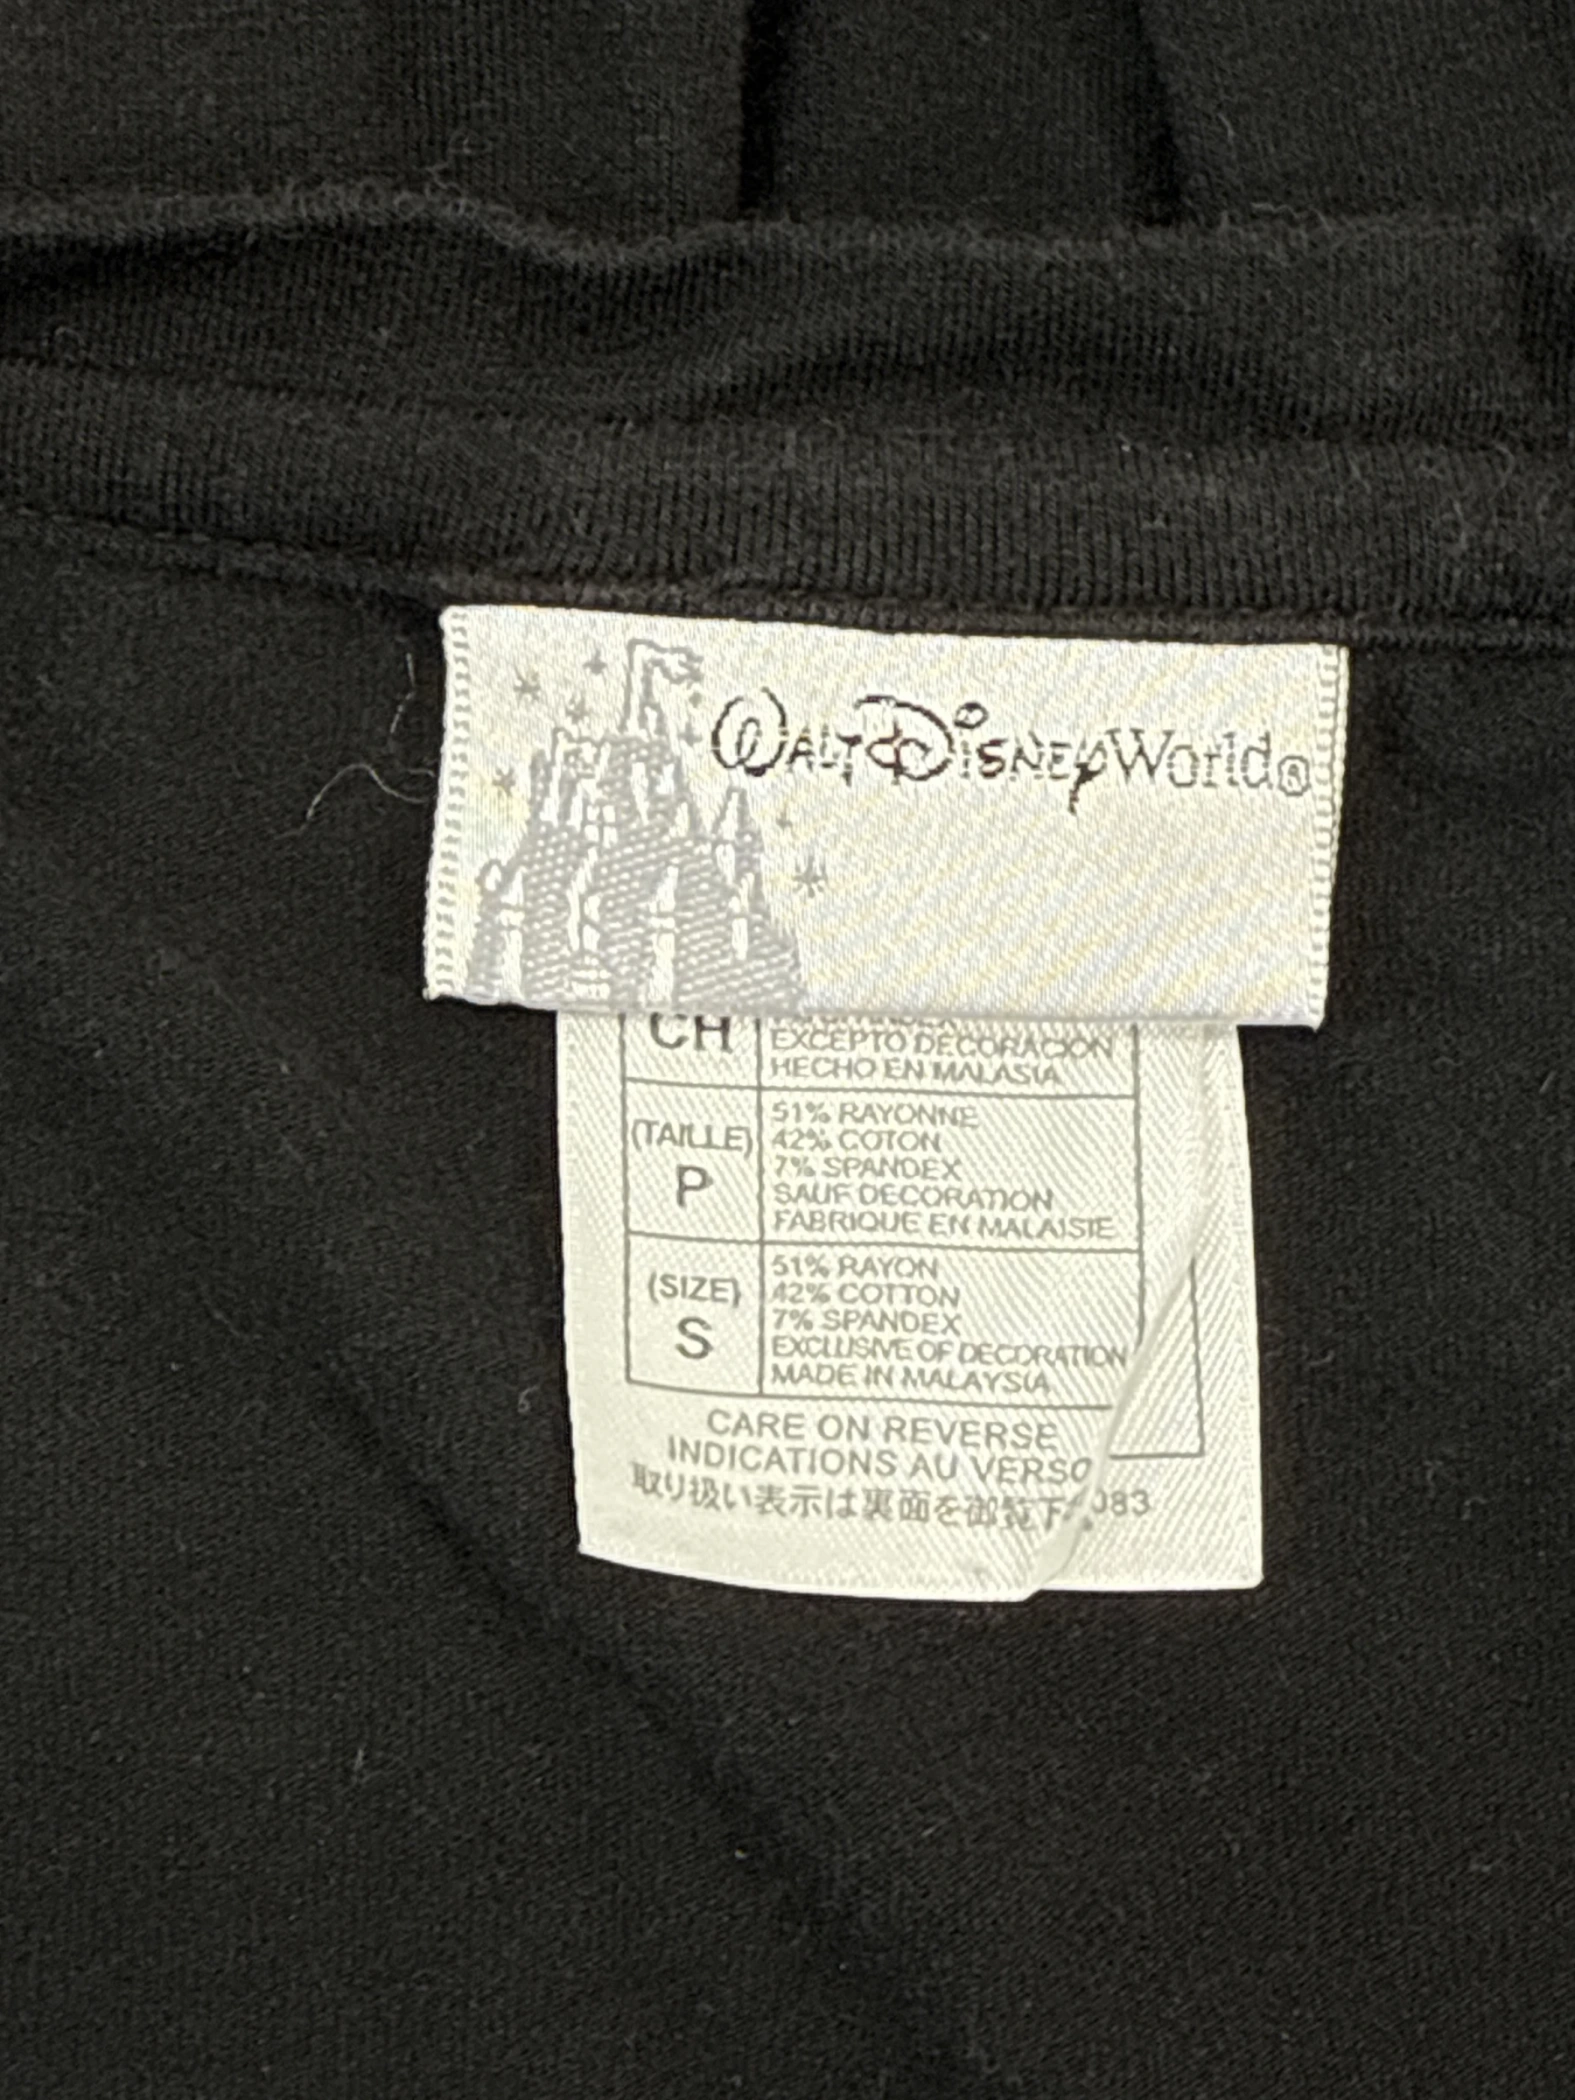 Walt Disney World®
CH
EXCEPTO DECORACION
HECHO EN MALASIA
(TAILLE)
P
51% RAYONNE
42% COTON
7% SPANDEX
SAUF DECORATION
FABRIQUE EN MALAISIE
(SIZE)
S
51% RAYON
42% COTTON
7% SPANDEX
EXCLUSIVE OF DECORATION
MADE IN MALAYSIA
CARE ON REVERSE
INDICATIONS AU VERSO
取り扱い表示は裏面を御覧下
083